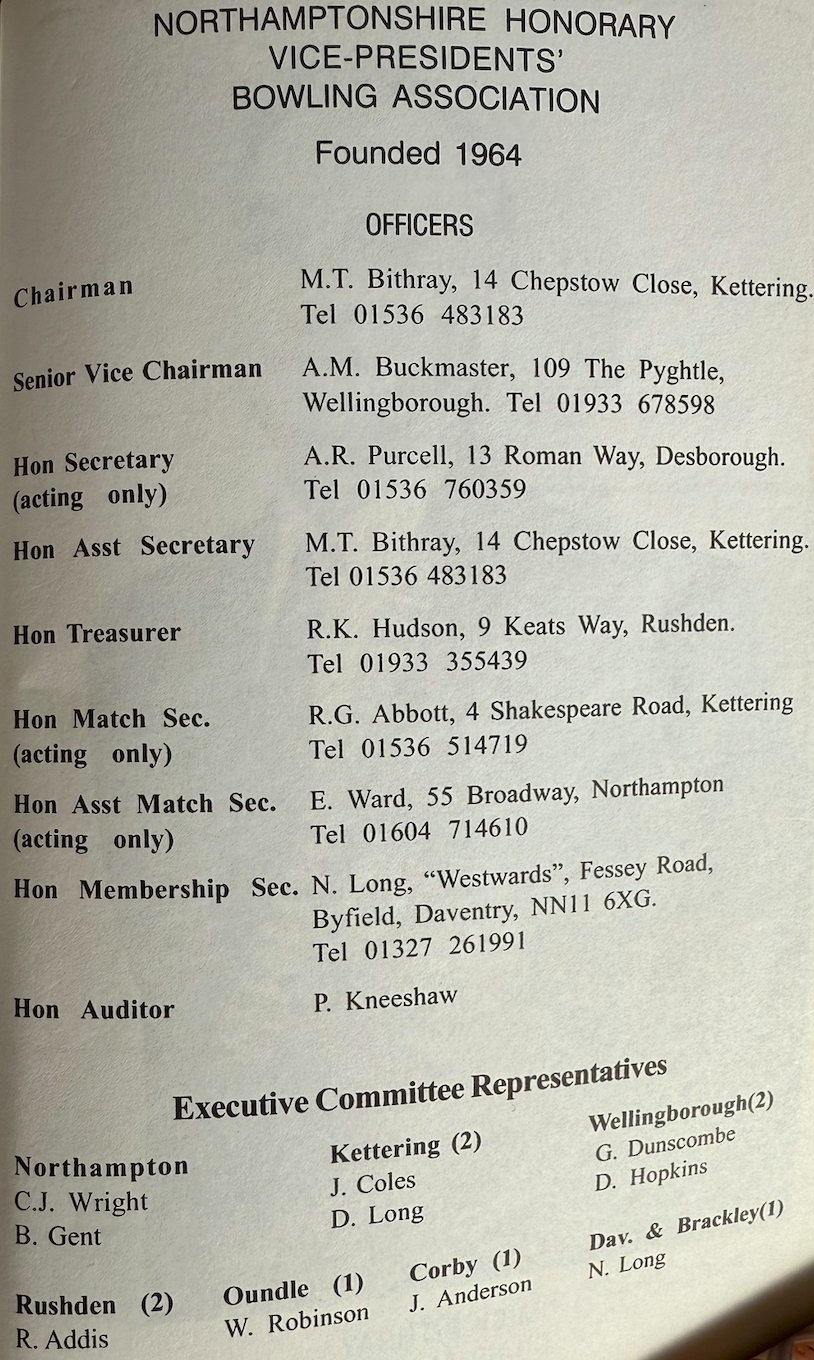 NORTHAMPTONSHIRE HONORARY
VICE-PRESIDENTS'
BOWLING ASSOCIATION
Founded 1964
OFFICERS
Chairman M.T. Bithray, 14 Chepstow Close, Kettering.
Tel 01536 483183
Senior Vice Chairman A.M. Buckmaster, 109 The Pyghtle,
Wellingborough. Tel 01933 678598
Hon Secretary A.R. Purcell, 13 Roman Way, Desborough.
(acting only) Tel 01536 760359
Hon Asst Secretary M.T. Bithray, 14 Chepstow Close, Kettering.
Tel 01536 483183
Hon Treasurer R.K. Hudson, 9 Keats Way, Rushden.
Tel 01933 355439
Hon Match Sec. R.G. Abbott, 4 Shakespeare Road, Kettering
(acting only) Tel 01536 514719
Hon Asst Match Sec. E. Ward, 55 Broadway, Northampton
(acting only) Tel 01604 714610
Hon Membership Sec. N. Long, “Westwards”, Fessey Road,
Byfield, Daventry, NN11 6XG.
Tel 01327 261991
Hon Auditor P. Kneeshaw
Executive Committee Representatives
Northampton
C.J. Wright
B. Gent
Kettering (2)
J. Coles
D. Long
Wellingborough(2)
G. Dunscombe
D. Hopkins
Rushden (2)
R. Addis
Oundle (1)
W. Robinson
Corby (1)
J. Anderson
Dav. & Brackley(1)
N. Long